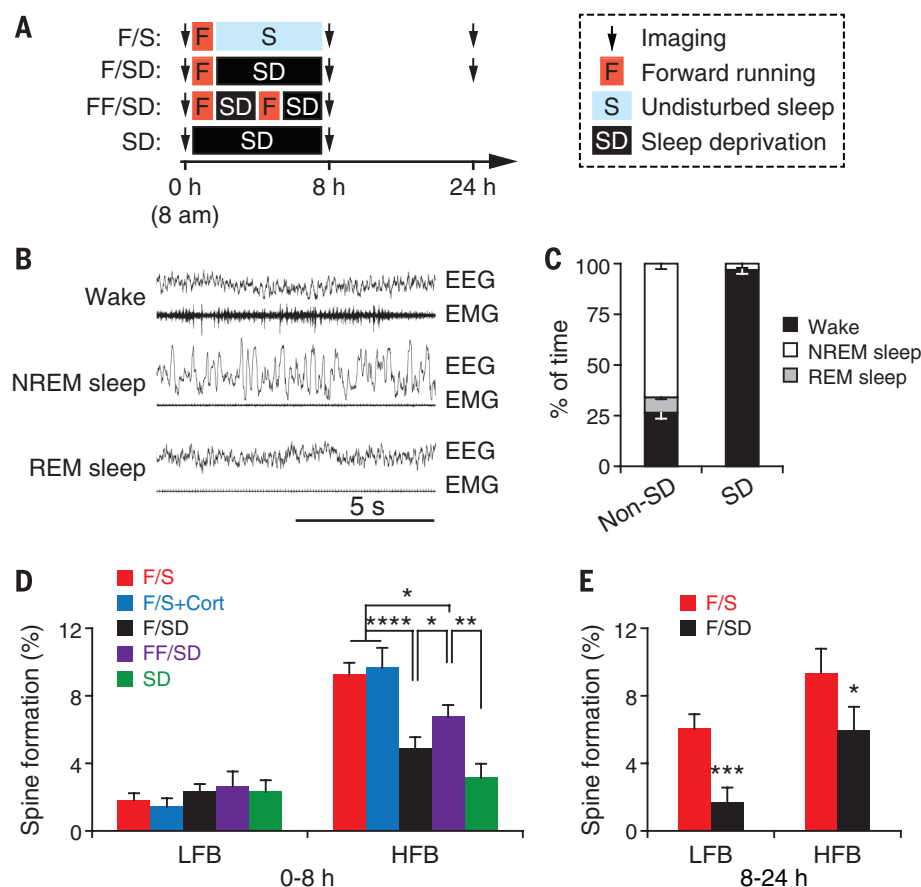 A
F/S: F S
F/SD: F SD
FF/SD: F SD F SD
SD: SD
0 h 8 h 24 h
(8 am)
Imaging
F Forward running
S Undisturbed sleep
SD Sleep deprivation
B
Wake EEG
EMG
NREM sleep EEG
EMG
REM sleep EEG
EMG
5 s
C
% of time
100
75
50
25
0
Non-SD SD
Wake
NREM sleep
REM sleep
D
F/S
F/S+Cort
F/SD
FF/SD
SD
Spine formation (%)
12
8
4
0
*
**** * **
LFB HFB
0-8 h
E
F/S
F/SD
Spine formation (%)
12
8
4
0
***
*
LFB HFB
8-24 h